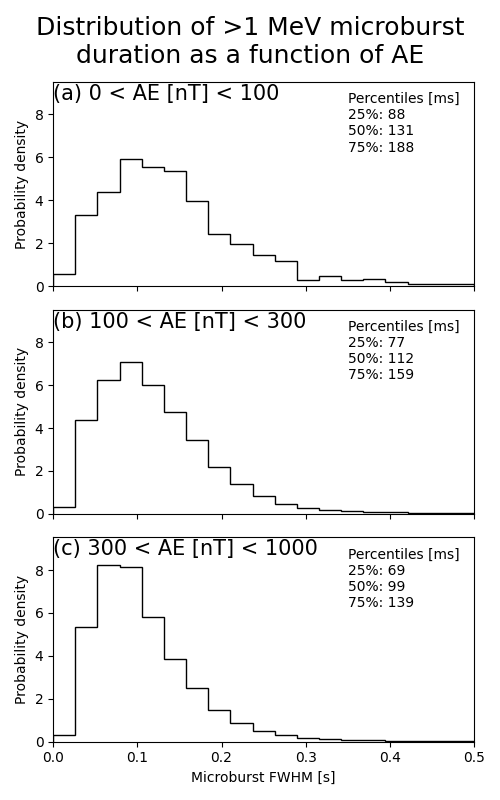 Distribution of >1 MeV microburst
duration as a function of AE
(a) 0 < AE [nT] < 100
Percentiles [ms]
25%: 88
50%: 131
75%: 188
Probability density
8
6
4
2
0
(b) 100 < AE [nT] < 300
Percentiles [ms]
25%: 77
50%: 112
75%: 159
Probability density
8
6
4
2
0
(c) 300 < AE [nT] < 1000
Percentiles [ms]
25%: 69
50%: 99
75%: 139
Probability density
8
6
4
2
0
0.0 0.1 0.2 0.3 0.4 0.5
Microburst FWHM [s]